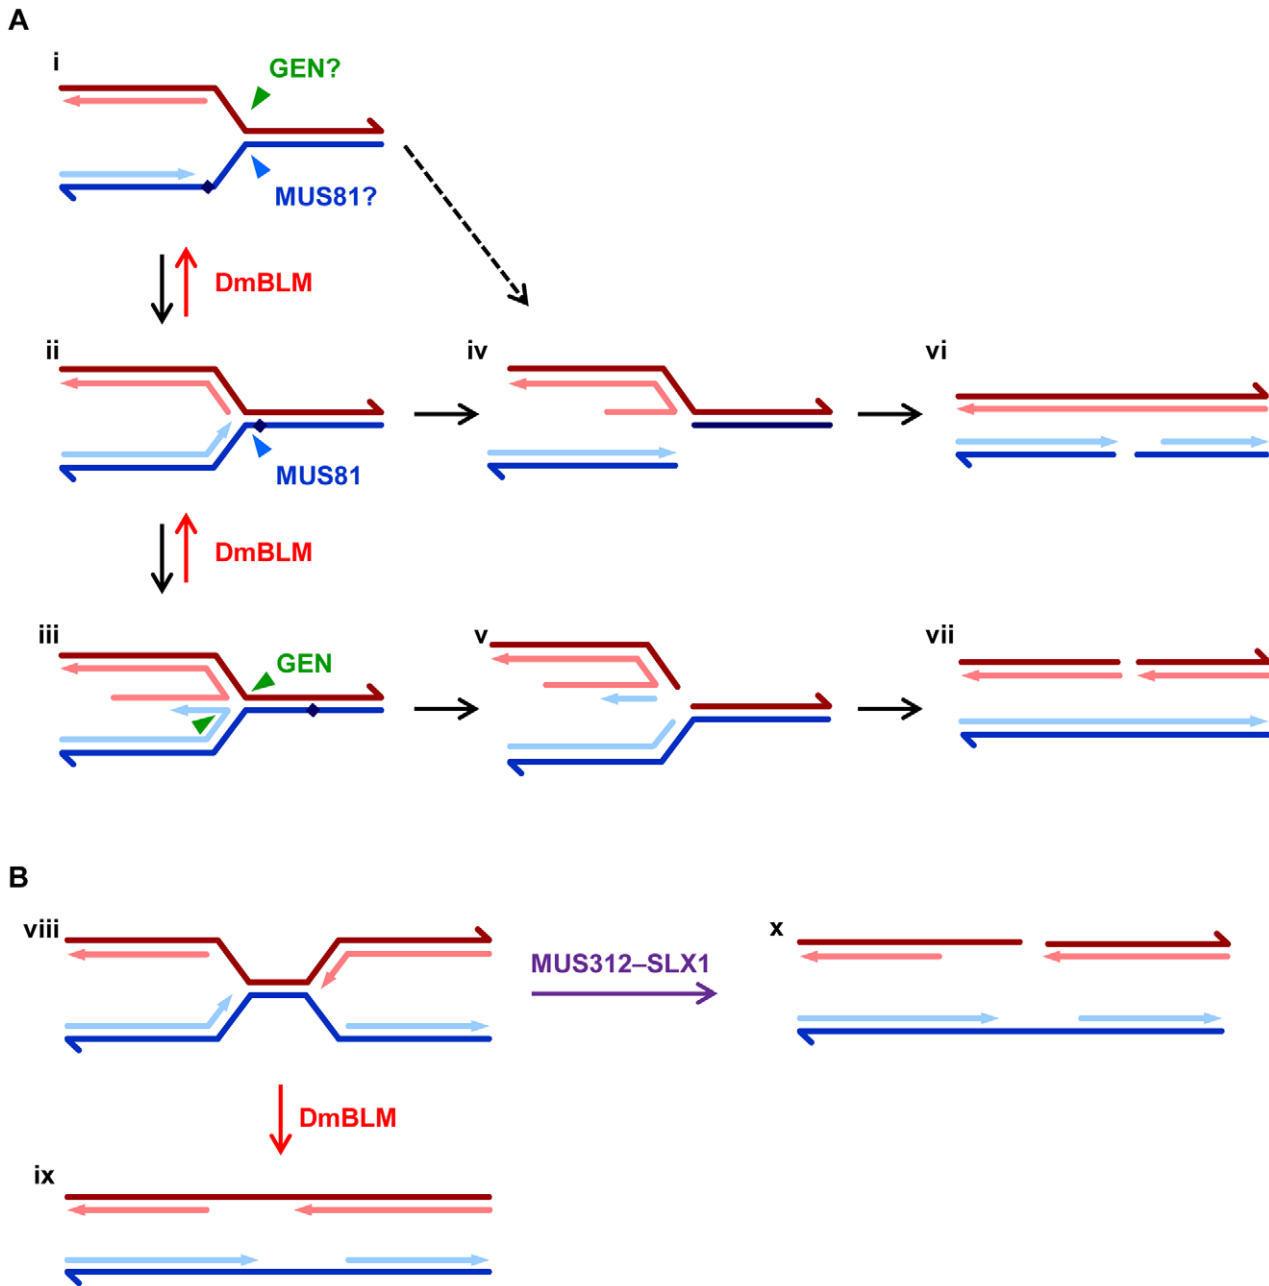 A
i
GEN?
MUS81?
DmBLM
ii
iv
vi
MUS81
DmBLM
iii
GEN
v
vii
B
viii
MUS312–SLX1
x
DmBLM
ix